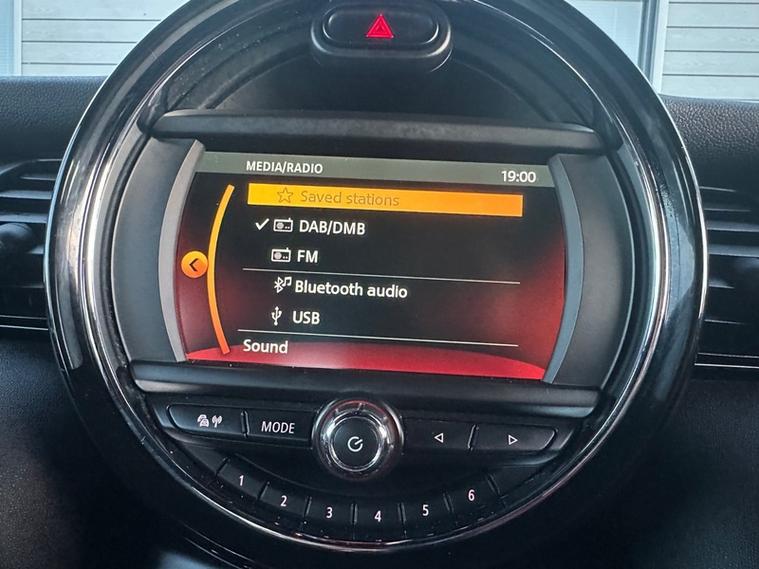 MEDIA/RADIO 19:00
Saved stations
DAB/DMB
FM
Bluetooth audio
USB
Sound
MODE
1 2 3 4 5 6